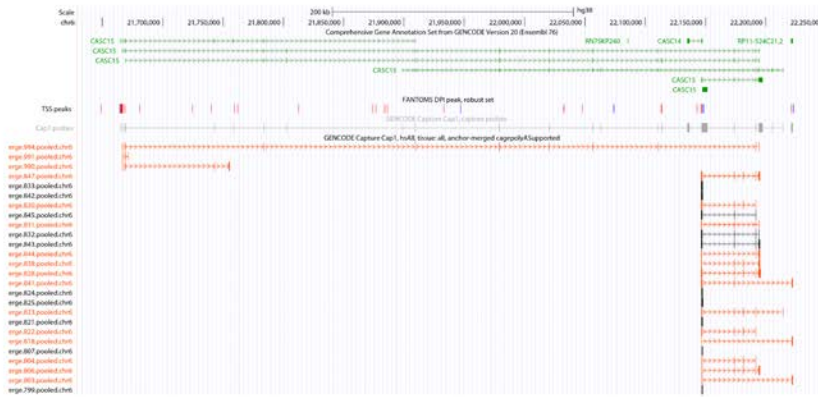 Scale 200 kb hg38
chr6 21,700,000 21,750,000 21,800,000 21,850,000 21,900,000 21,950,000 22,000,000 22,050,000 22,100,000 22,150,000 22,200,000 22,250,
Comprehensive Gene Annotation Set from GENCODE Version 20 (Ensembl 76)
CASC15 CASC14 RP11-524C21.2
CASC15
CASC15
CASC15
CASC15
CASC15
FANTOM5 DPI peak, robust set
TSS peaks
GENCODE Capture Cap1, capture probes
Cap1 probes
GENCODE Capture Cap1, hsAll, tissue: all, anchor-merged cage+polyASupported
erge.994.pooled.chr6
erge.991.pooled.chr6
erge.980.pooled.chr6
erge.847.pooled.chr6
erge.833.pooled.chr6
erge.842.pooled.chr6
erge.835.pooled.chr6
erge.845.pooled.chr6
erge.831.pooled.chr6
erge.832.pooled.chr6
erge.843.pooled.chr6
erge.844.pooled.chr6
erge.838.pooled.chr6
erge.828.pooled.chr6
erge.841.pooled.chr6
erge.824.pooled.chr6
erge.825.pooled.chr6
erge.823.pooled.chr6
erge.821.pooled.chr6
erge.822.pooled.chr6
erge.818.pooled.chr6
erge.807.pooled.chr6
erge.804.pooled.chr6
erge.806.pooled.chr6
erge.803.pooled.chr6
erge.799.pooled.chr6